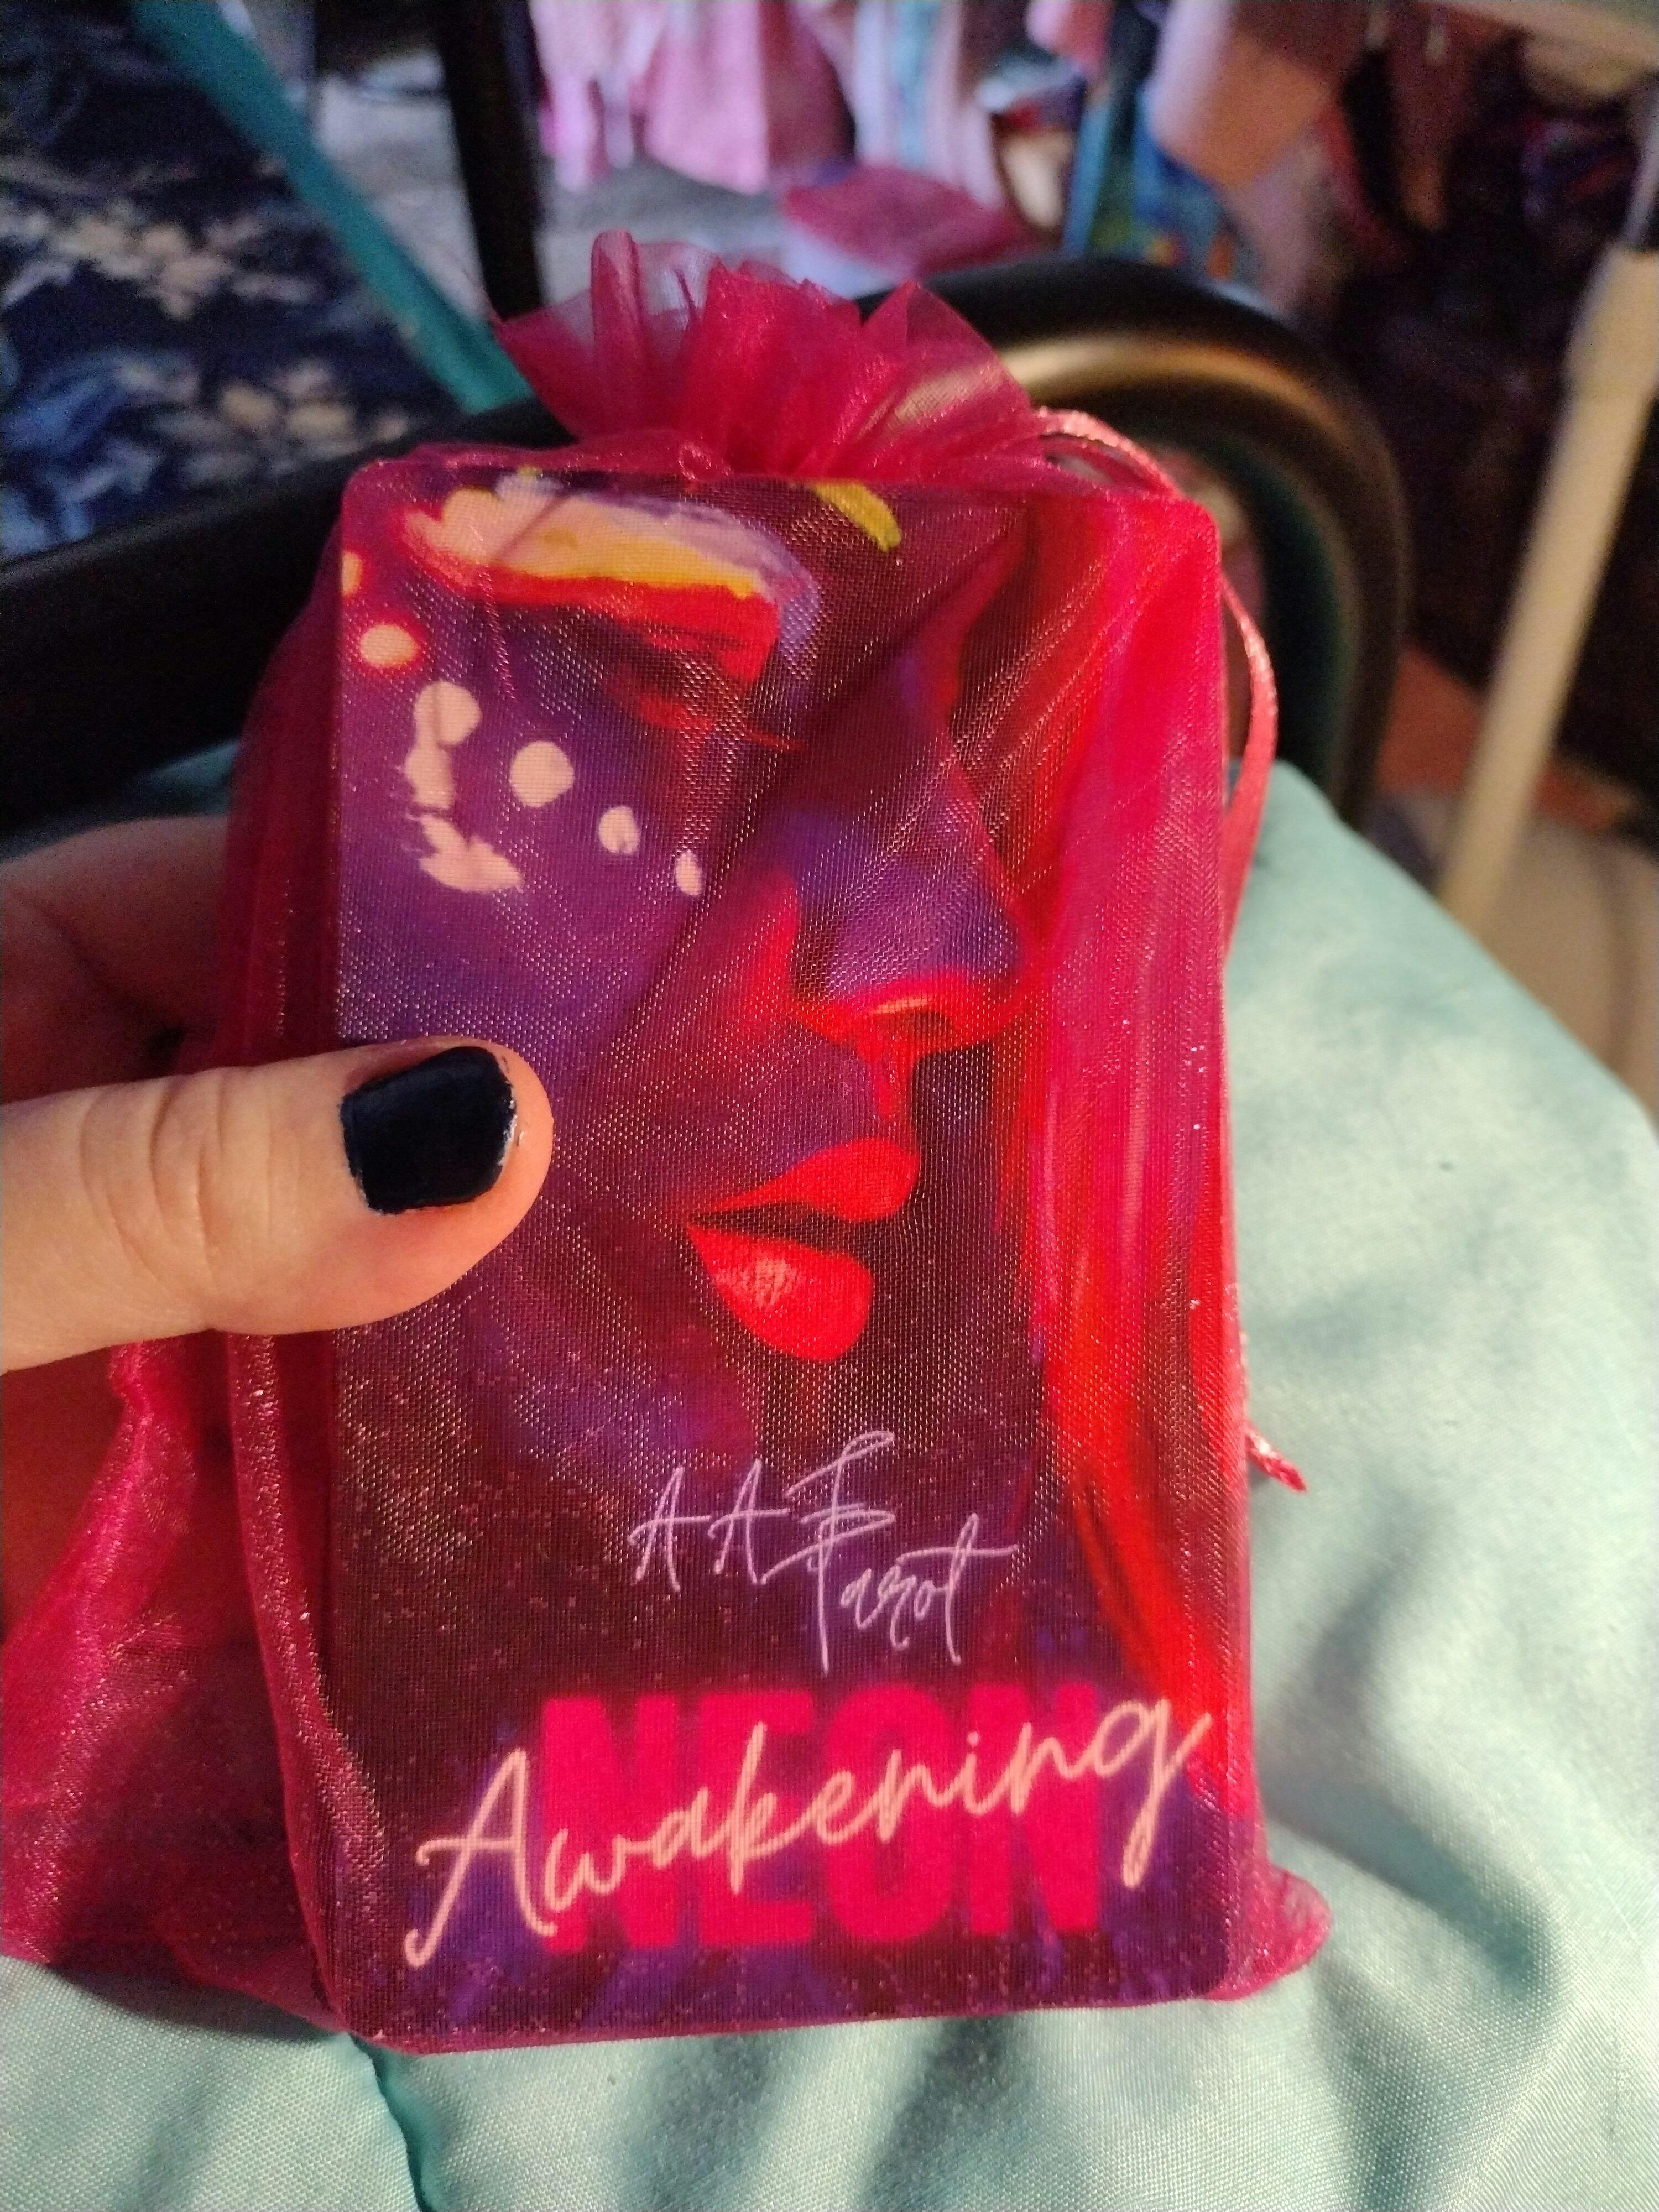 A A T
Tarot
NEON
Awakening